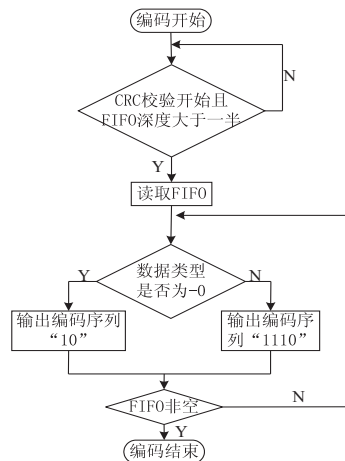 编码开始
N
CRC校验开始且
FIFO深度大于一半
Y
读取FIFO
Y
数据类型
是否为-0
N
输出编码序列
“10”
输出编码序
列“1110”
FIFO非空
N
Y
编码结束